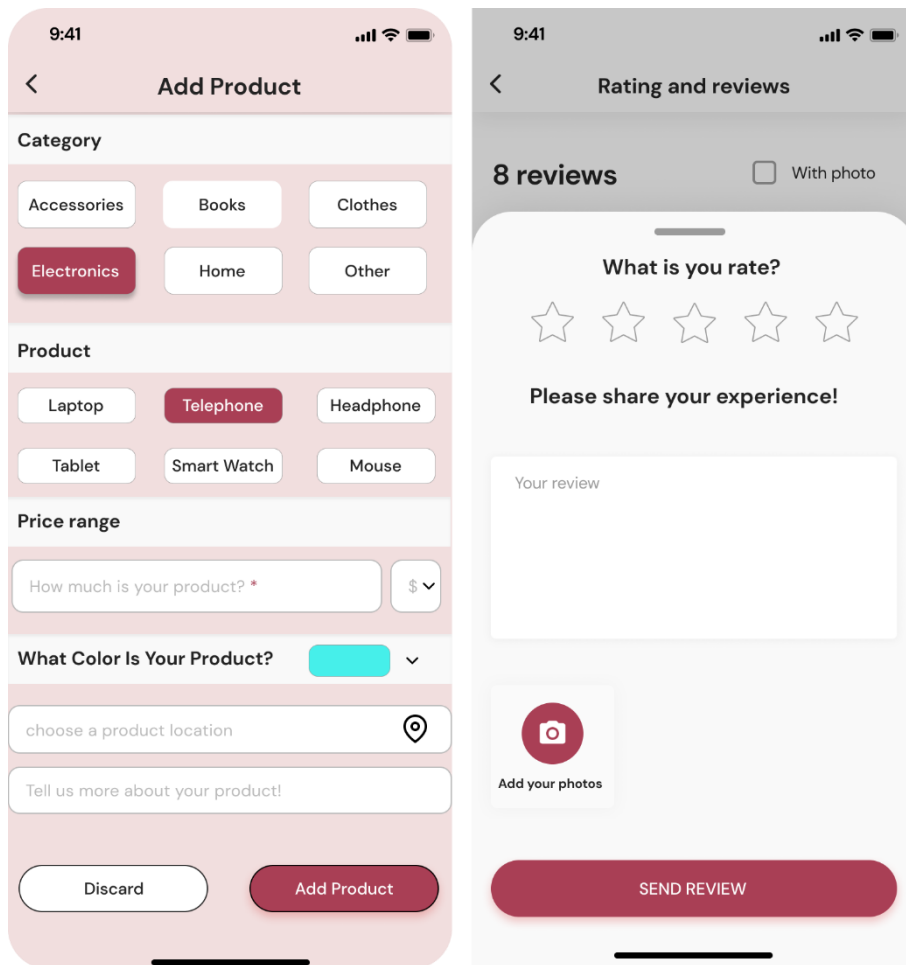 9:41
Add Product
Category
Accessories Books Clothes
Electronics Home Other
Product
Laptop Telephone Headphone
Tablet Smart Watch Mouse
Price range
How much is your product? * $
What Color Is Your Product?
choose a product location
Tell us more about your product!
Discard Add Product
9:41
Rating and reviews
8 reviews With photo
What is you rate?
Please share your experience!
Your review
Add your photos
SEND REVIEW